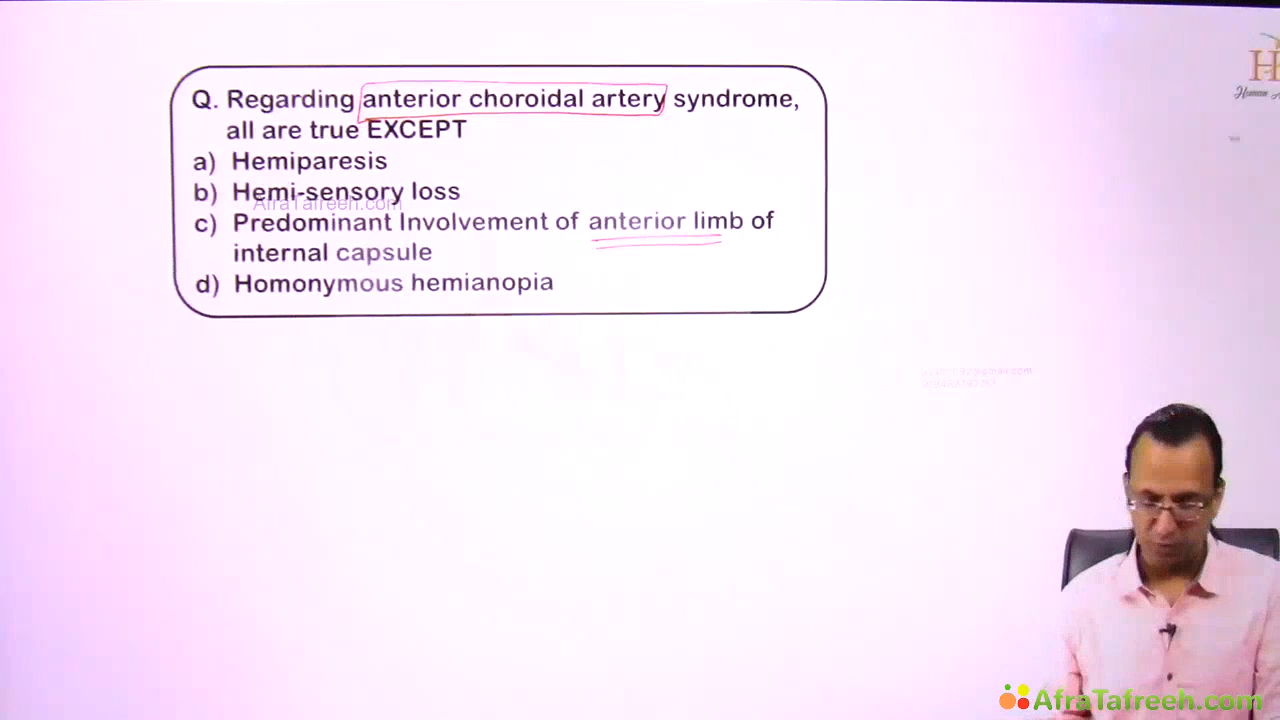 Q. Regarding anterior choroidal artery syndrome,
all are true EXCEPT
a) Hemiparesis
b) Hemi-sensory loss
AfraTafreeh.com
c) Predominant Involvement of anterior limb of
internal capsule
d) Homonymous hemianopia
H
Human
AfraTafreeh.com